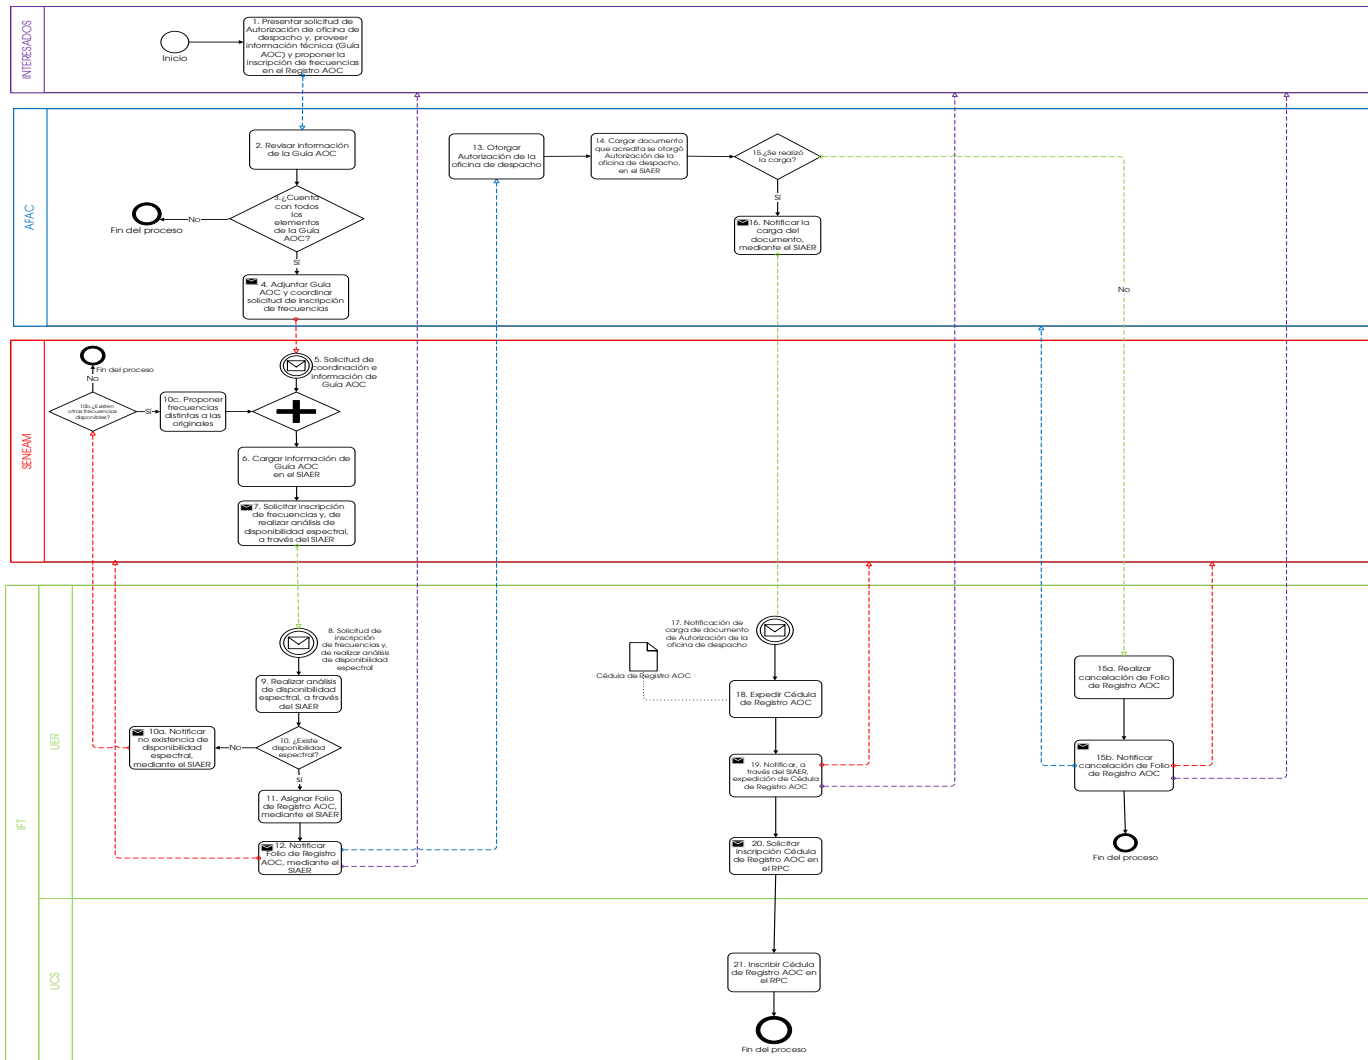 INTERESADOS
Inicio
1. Presentar solicitud de
Autorización de oficina de
despacho y, proveer
información técnica (Guía
AOC) y proponer la
inscripción de frecuencias
en el Registro AOC
AFAC
2. Revisar información
de la Guía AOC
3.¿Cuenta
con todos
los
elementos
de la Guía
AOC?
No
Fin del proceso
Sí
4. Adjuntar Guía
AOC y coordinar
solicitud de inscripción
de frecuencias
13. Otorgar
Autorización de la
oficina de despacho
14. Cargar documento
que acredita se otorgó
Autorización de la
oficina de despacho,
en el SIAER
15.¿Se realizó
la carga?
Sí
16. Notificar la
carga del
documento,
mediante el SIAER
No
SENEAM
Fin del proceso
No
10b.¿Existen
otras frecuencias
disponibles?
Sí
10c. Proponer
frecuencias
distintas a las
originales
5. Solicitud de
coordinación e
información de
Guía AOC
6. Cargar información de
Guía AOC
en el SIAER
7. Solicitar inscripción
de frecuencias y, de
realizar análisis de
disponibilidad espectral,
a través del SIAER
IFT
UER
8. Solicitud de
inscripción
de frecuencias y,
de realizar análisis
de disponibilidad
espectral
9. Realizar análisis
de disponibilidad
espectral, a través
del SIAER
10. ¿Existe
disponibilidad
espectral?
No
10a. Notificar
no existencia de
disponibilidad
espectral,
mediante el SIAER
Sí
11. Asignar Folio
de Registro AOC,
mediante el SIAER
12. Notificar
Folio de Registro
AOC, mediante el
SIAER
17. Notificación de
carga de documento
de Autorización de la
oficina de despacho
Cédula de Registro AOC
18. Expedir Cédula
de Registro AOC
19. Notificar, a
través del SIAER,
expedición de Cédula
de Registro AOC
20. Solicitar
inscripción Cédula
de Registro AOC en
el RPC
15a. Realizar
cancelación de Folio
de Registro AOC
15b. Notificar
cancelación de Folio
de Registro AOC
Fin del proceso
UCS
21. Inscribir Cédula
de Registro AOC en
el RPC
Fin del proceso